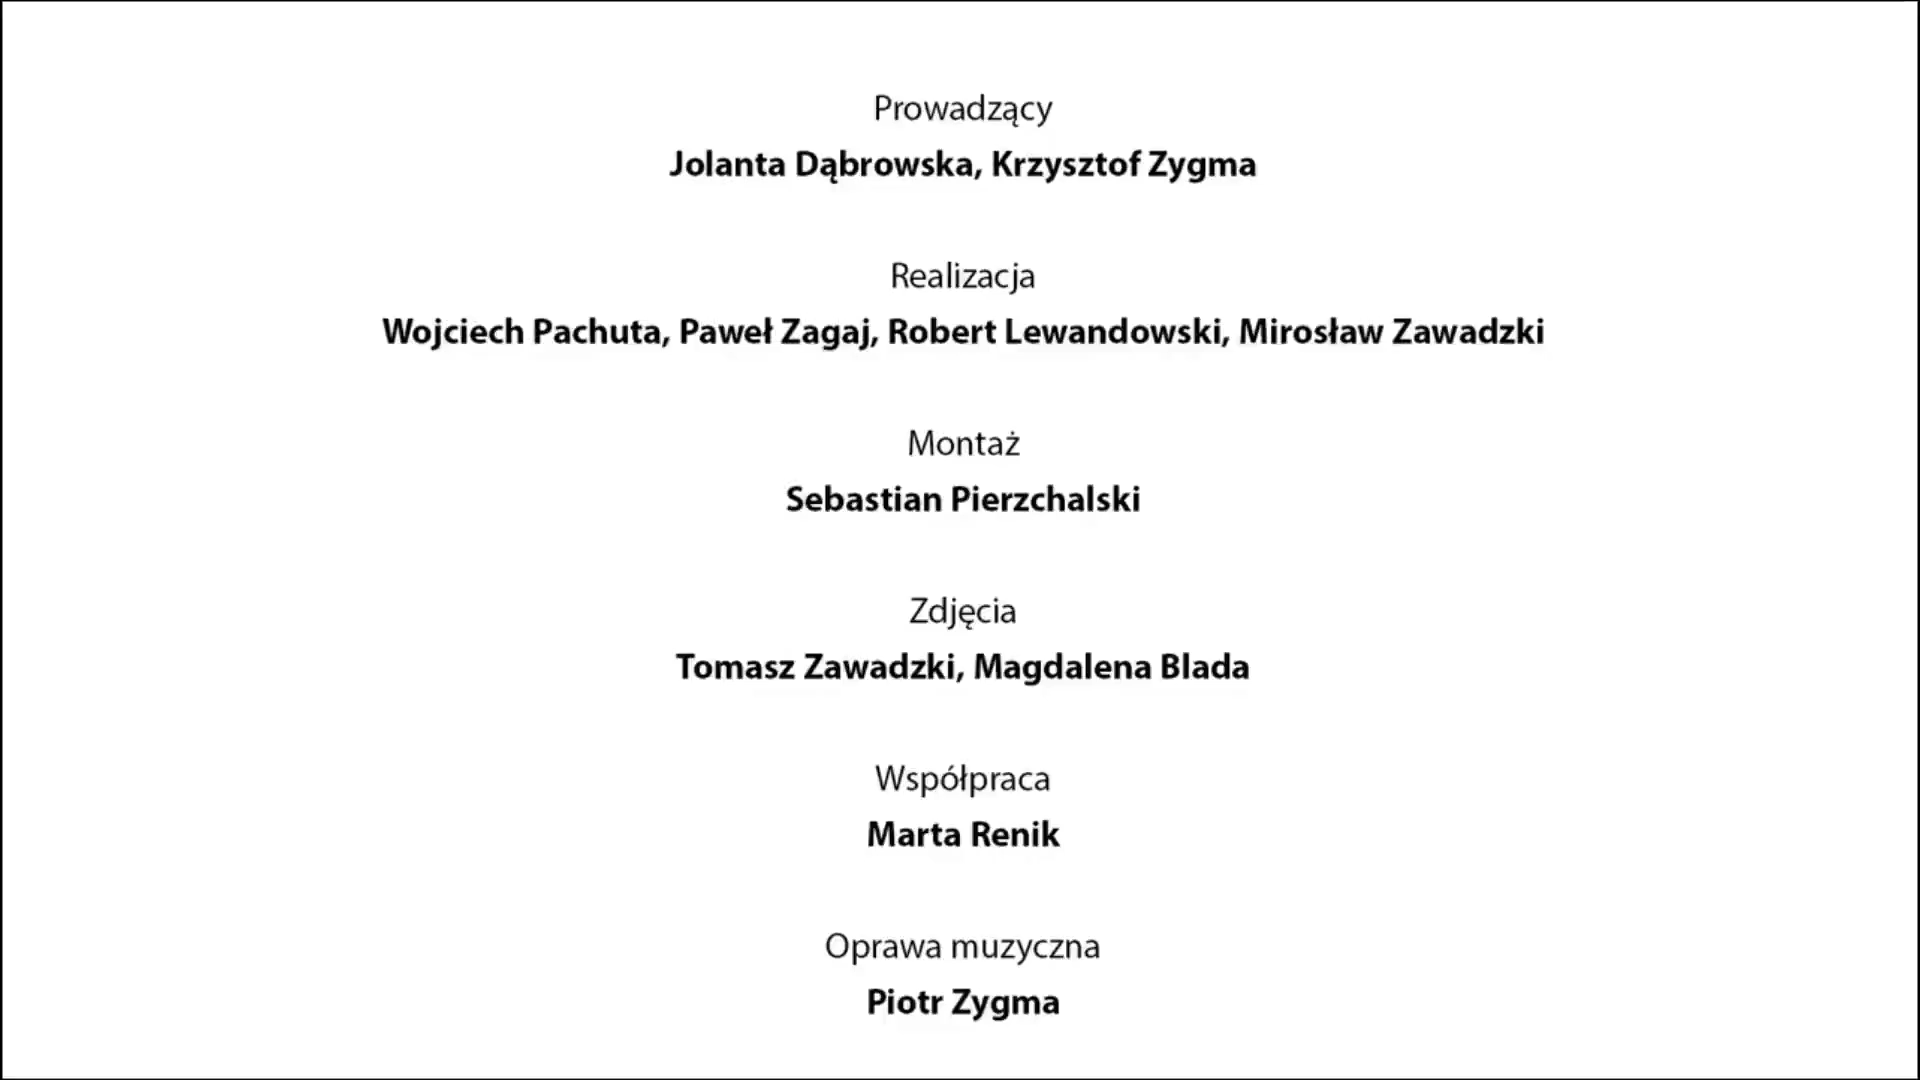 Prowadzący
Jolanta Dąbrowska, Krzysztof Zygma
Realizacja
Wojciech Pachuta, Paweł Zagaj, Robert Lewandowski, Mirosław Zawadzki
Montaż
Sebastian Pierzchalski
Zdjęcia
Tomasz Zawadzki, Magdalena Blada
Współpraca
Marta Renik
Oprawa muzyczna
Piotr Zygma